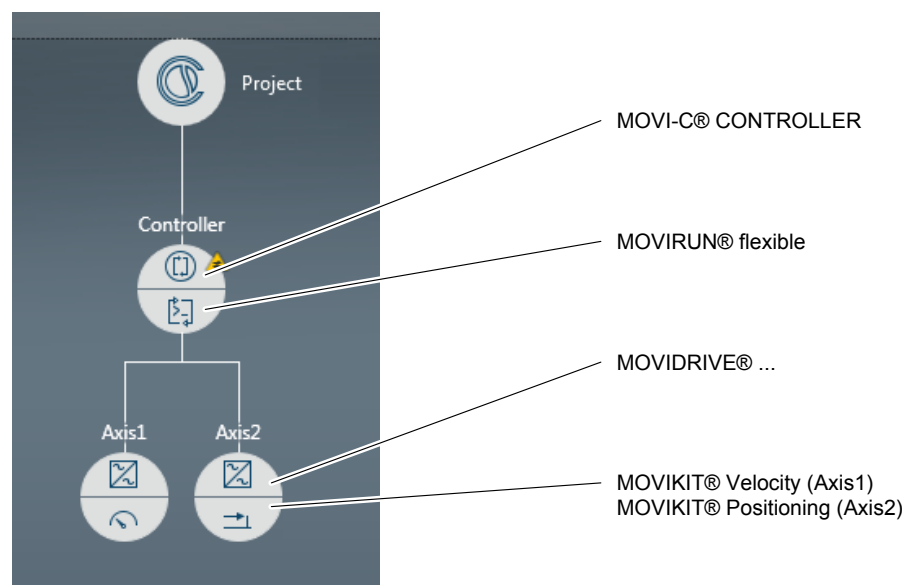 Project
MOVI-C® CONTROLLER
Controller
MOVIRUN® flexible
MOVIDRIVE® ...
Axis1
Axis2
MOVIKIT® Velocity (Axis1)
MOVIKIT® Positioning (Axis2)